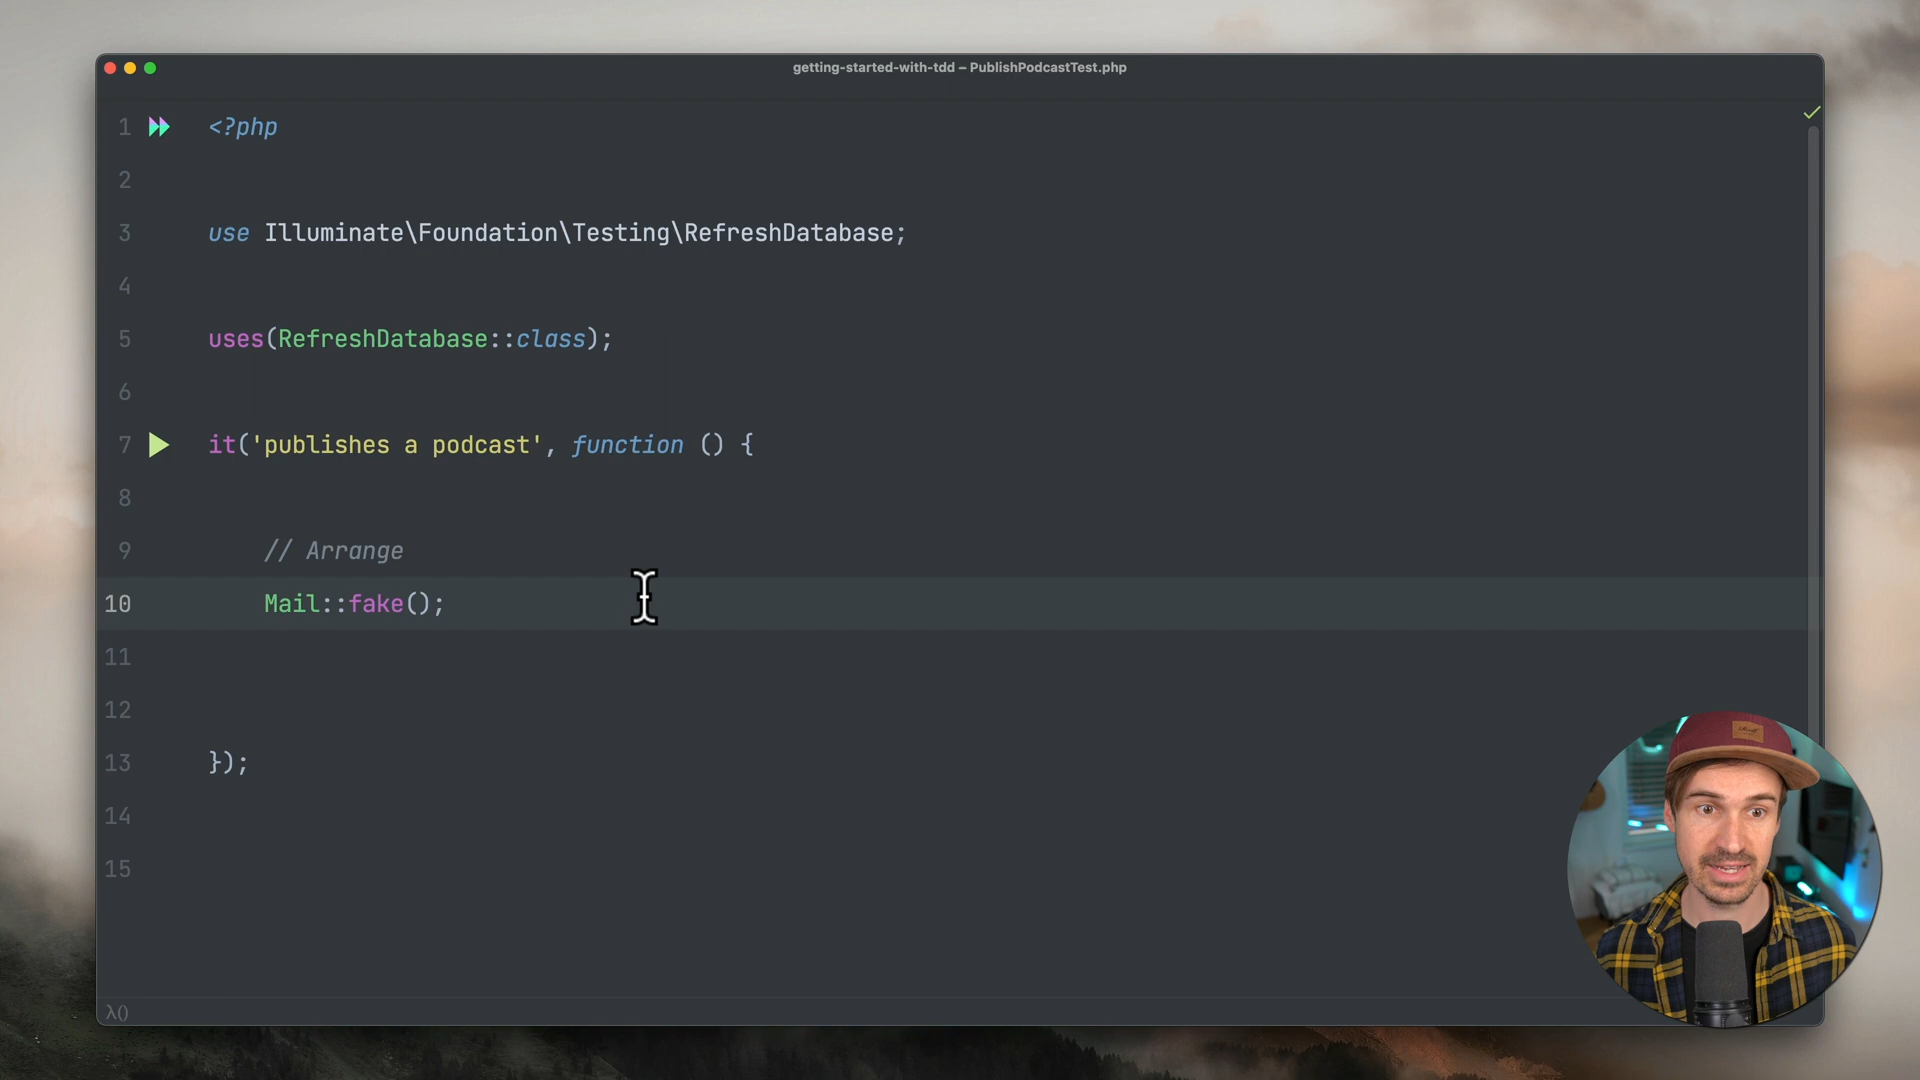 getting-started-with-tdd – PublishPodcastTest.php
1 <?php
2
3 use Illuminate\Foundation\Testing\RefreshDatabase;
4
5 uses(RefreshDatabase::class);
6
7 it('publishes a podcast', function () {
8
9 // Arrange
10 Mail::fake();
11
12
13 });
14
15
λ()